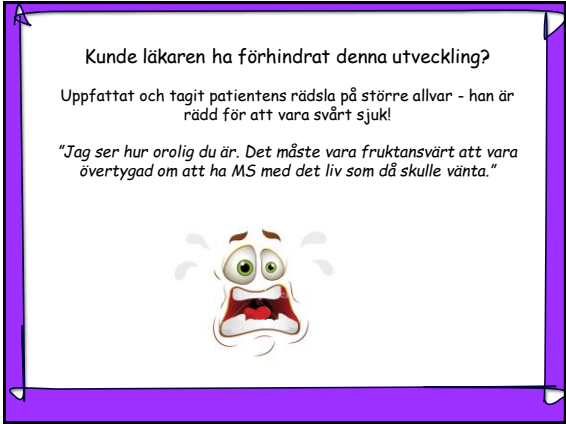 Kunde läkaren ha förhindrat denna utveckling?
Uppfattat och tagit patientens rädsla på större allvar - han är
rädd för att vara svårt sjuk!
"Jag ser hur orolig du är. Det måste vara fruktansvärt att vara
övertygad om att ha MS med det liv som då skulle vänta."